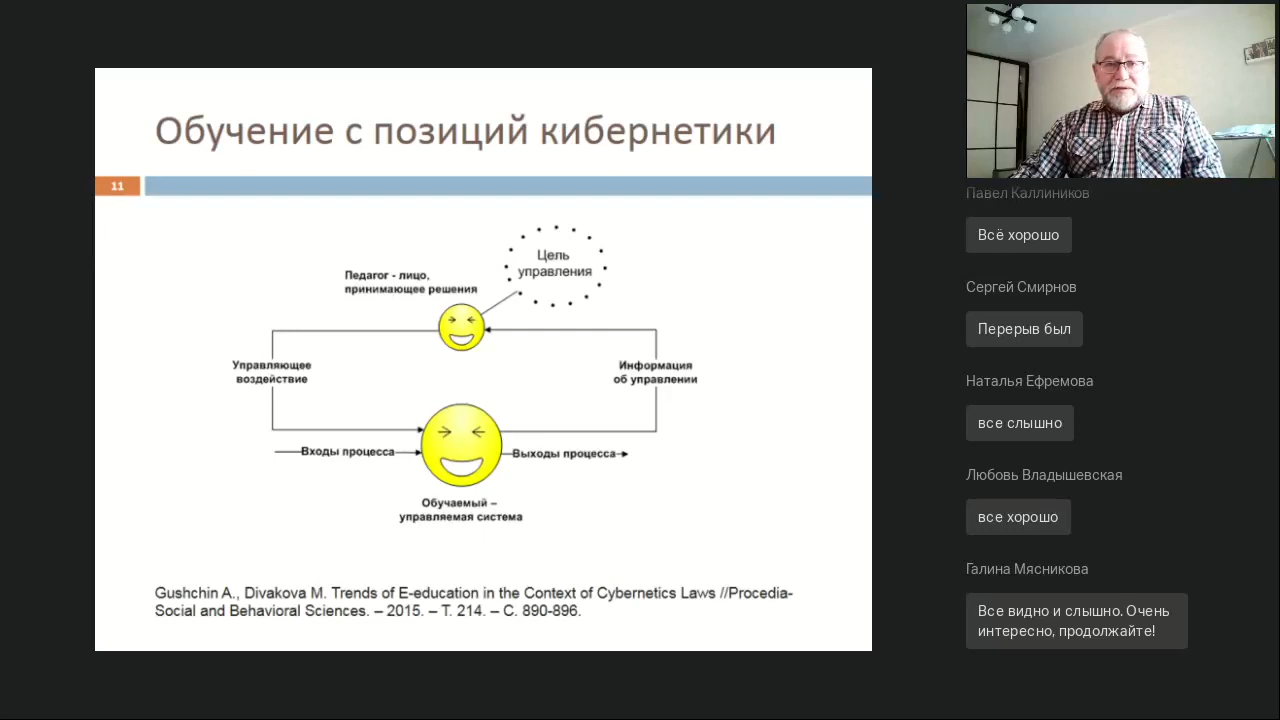 Обучение с позиций кибернетики
11
Цель
управления
Педагог - лицо,
принимающее решения
Управляющее
воздействие
Информация
об управлении
Входы процесса
Выходы процесса
Обучаемый –
управляемая система
Gushchin A., Divakova M. Trends of E-education in the Context of Cybernetics Laws //Procedia-
Social and Behavioral Sciences. – 2015. – Т. 214. – С. 890-896.
Павел Каллиников
Всё хорошо
Сергей Смирнов
Перерыв был
Наталья Ефремова
все слышно
Любовь Владышевская
все хорошо
Галина Мясникова
Все видно и слышно. Очень
интересно, продолжайте!